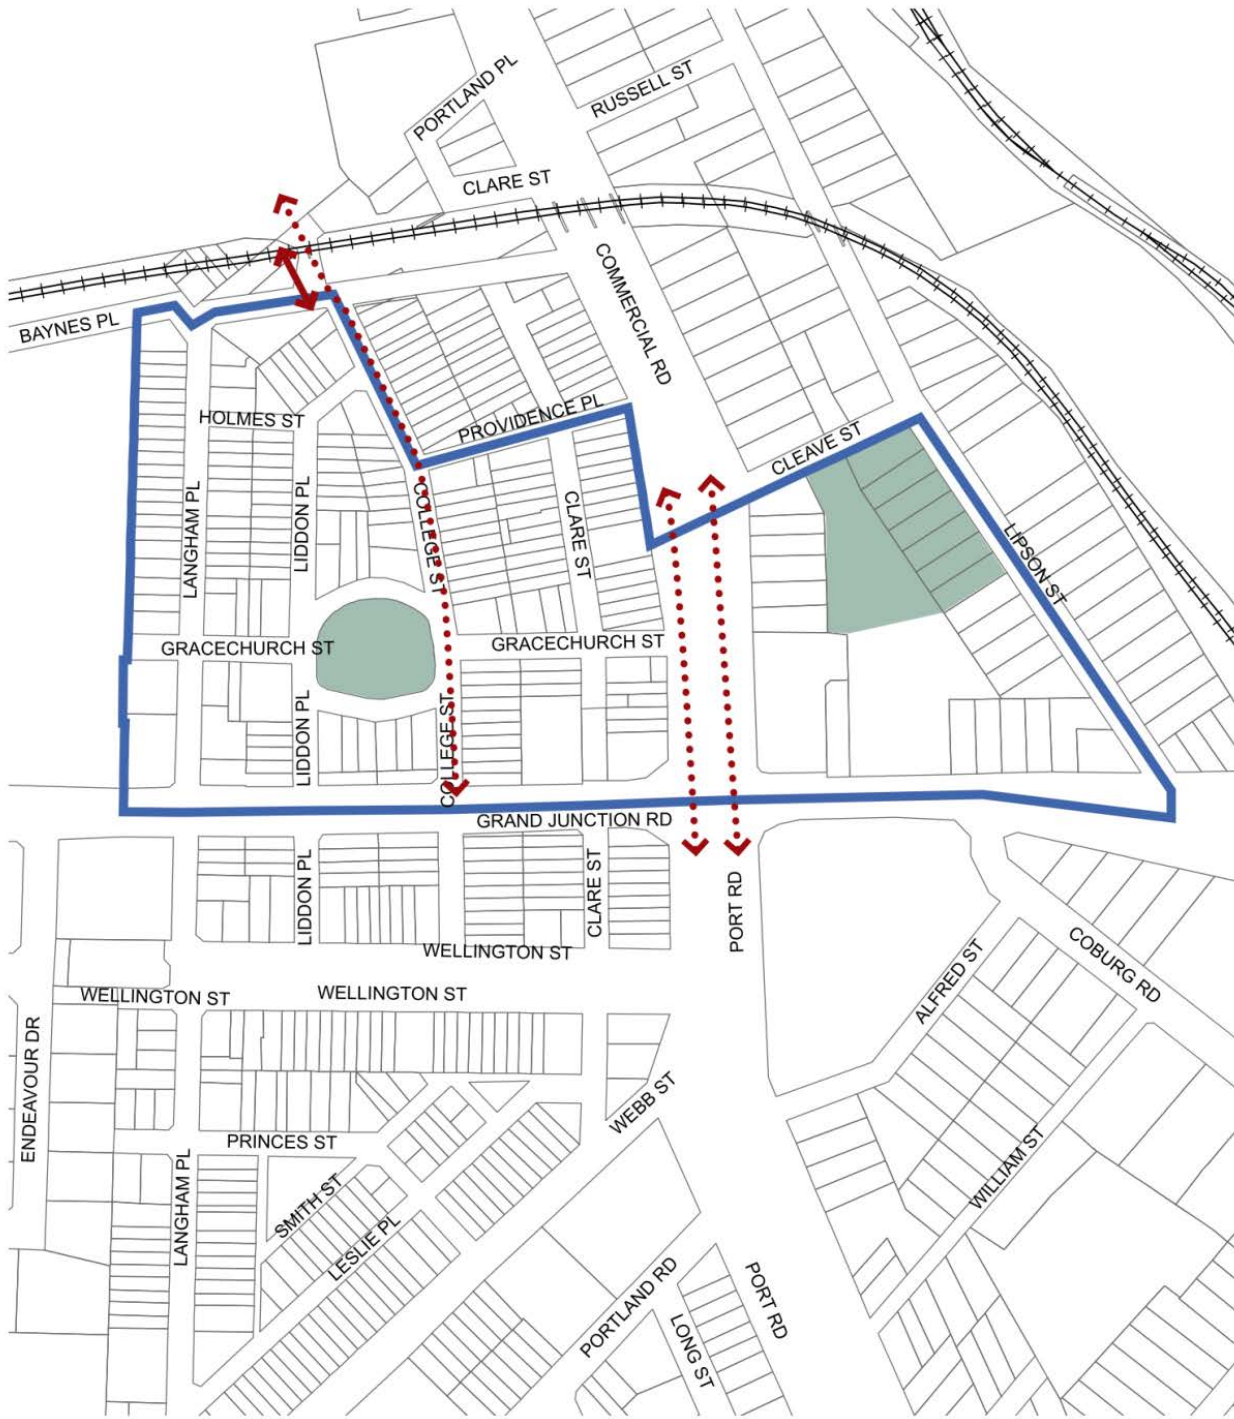 PORTLAND PL
RUSSELL ST
CLARE ST
COMMERCIAL RD
BAYNES PL
HOLMES ST
PROVIDENCE PL
CLEAVE ST
LANGHAM PL
LIDDON PL
COLLEGE ST
CLARE ST
LIPSON ST
GRACECHURCH ST
GRACECHURCH ST
LIDDON PL
COLLEGE ST
GRAND JUNCTION RD
LIDDON PL
CLARE ST
PORT RD
WELLINGTON ST
ALFRED ST
COBURG RD
WELLINGTON ST
WELLINGTON ST
ENDEAVOUR DR
WEBB ST
PRINCES ST
WILLIAM ST
LANGHAM PL
SMITH ST
LESLIE PL
PORTLAND RD
PORT RD
LONG ST